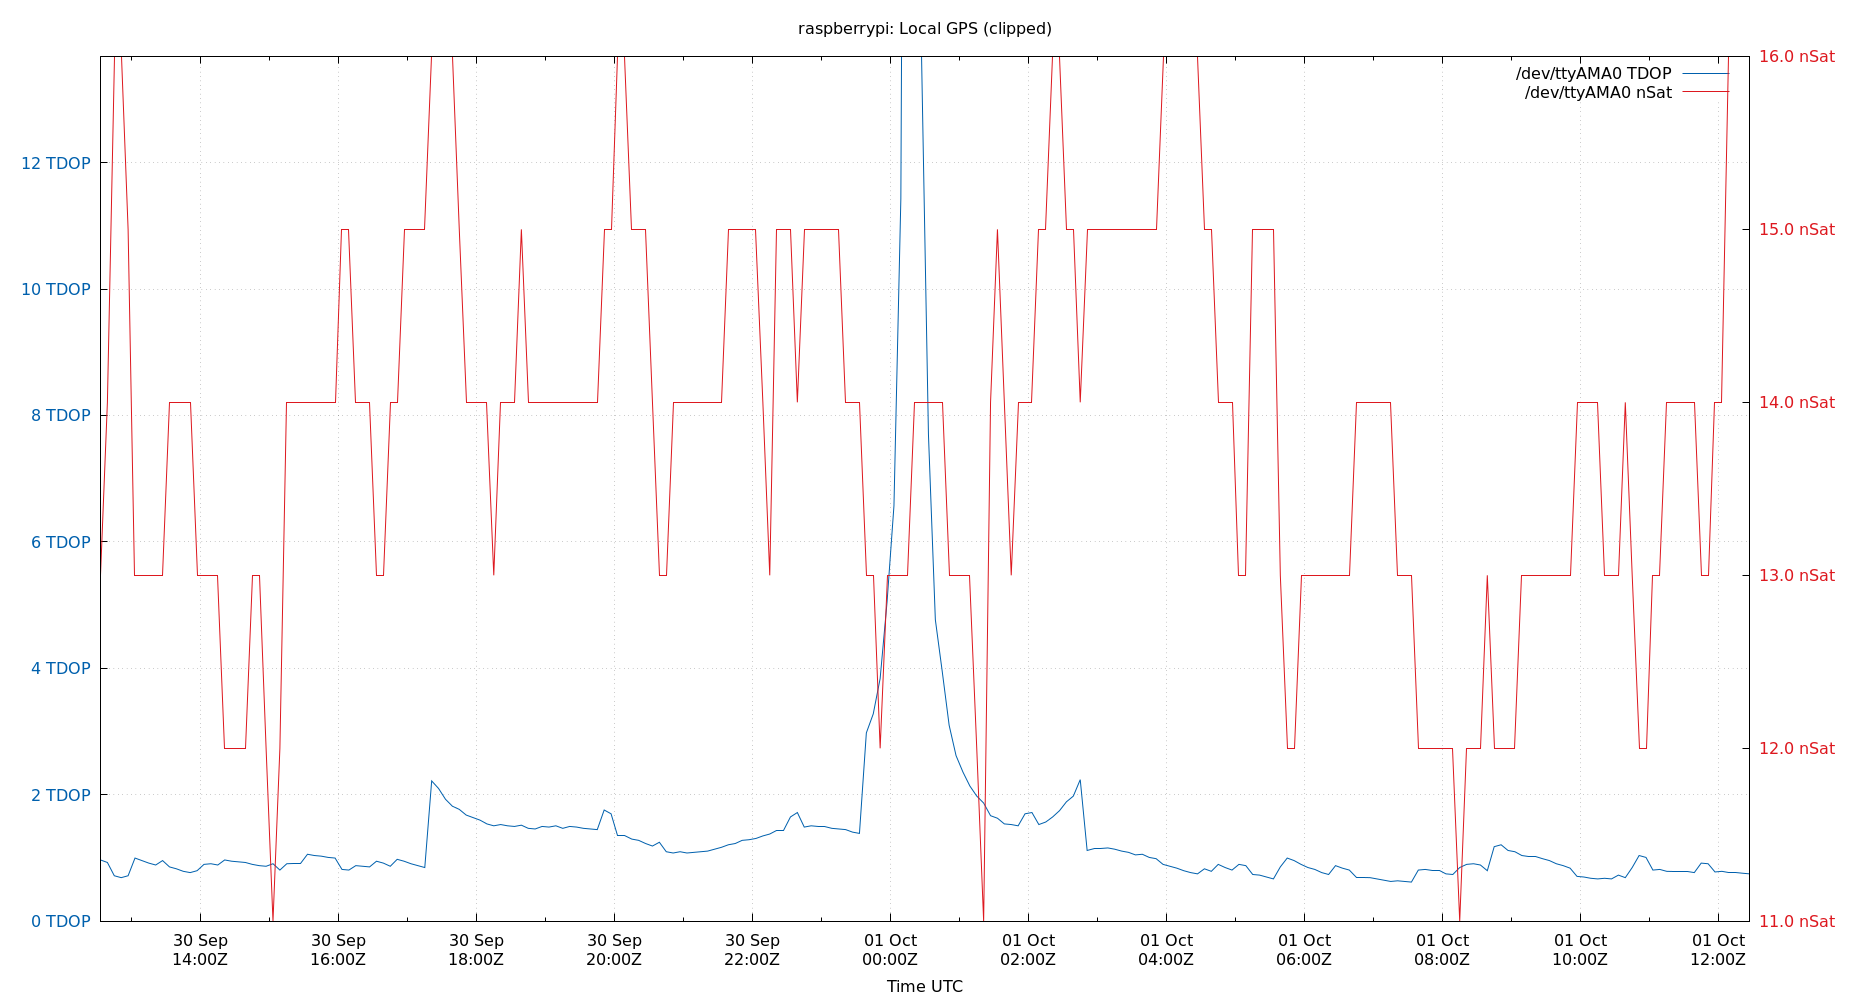 raspberrypi: Local GPS (clipped)
/dev/ttyAMA0 TDOP
/dev/ttyAMA0 nSat
12 TDOP
10 TDOP
8 TDOP
6 TDOP
4 TDOP
2 TDOP
0 TDOP
16.0 nSat
15.0 nSat
14.0 nSat
13.0 nSat
12.0 nSat
11.0 nSat
30 Sep
14:00Z
30 Sep
16:00Z
30 Sep
18:00Z
30 Sep
20:00Z
30 Sep
22:00Z
01 Oct
00:00Z
01 Oct
02:00Z
01 Oct
04:00Z
01 Oct
06:00Z
01 Oct
08:00Z
01 Oct
10:00Z
01 Oct
12:00Z
Time UTC